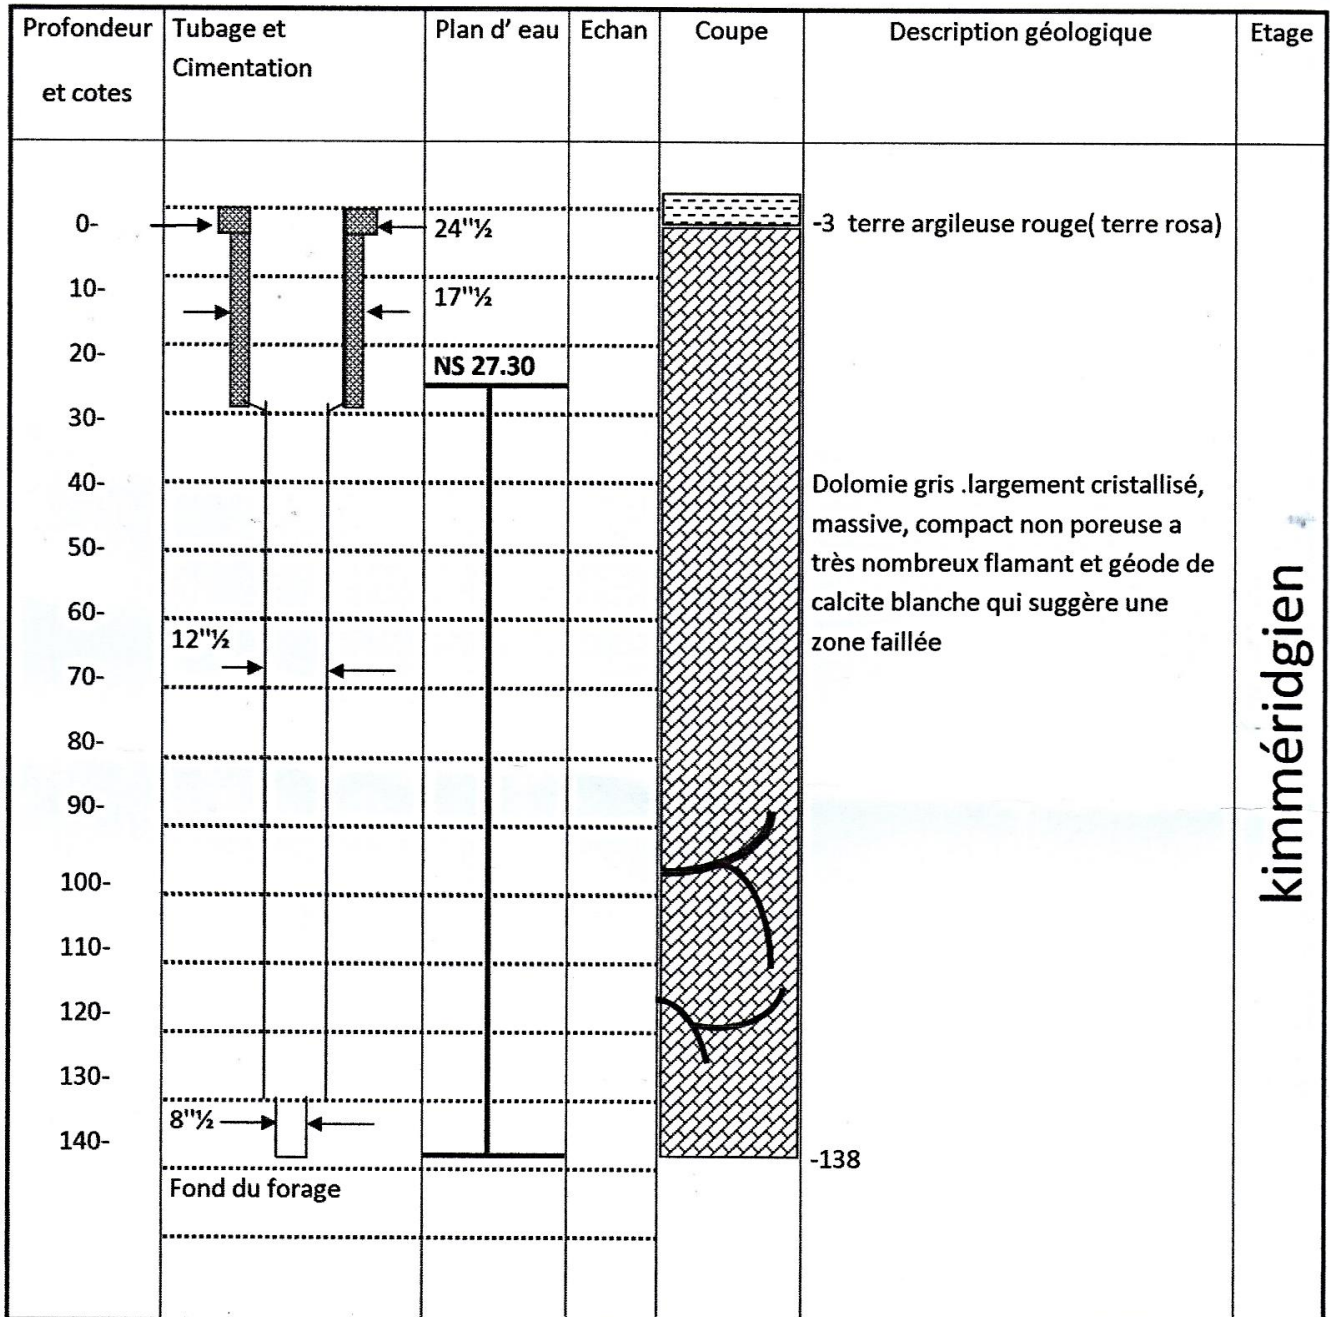 Profondeur
et cotes
Tubage et
Cimentation
Plan d' eau
Echan
Coupe
Description géologique
Etage
0-
24"½
-3 terre argileuse rouge( terre rosa)
10-
17"½
20-
NS 27.30
30-
40-
Dolomie gris .largement cristallisé,
massive, compact non poreuse a
50-
très nombreux flamant et géode de
60-
calcite blanche qui suggère une
12"½
zone faillée
70-
80-
kimméridgien
90-
100-
110-
120-
130-
8"½
140-
-138
Fond du forage